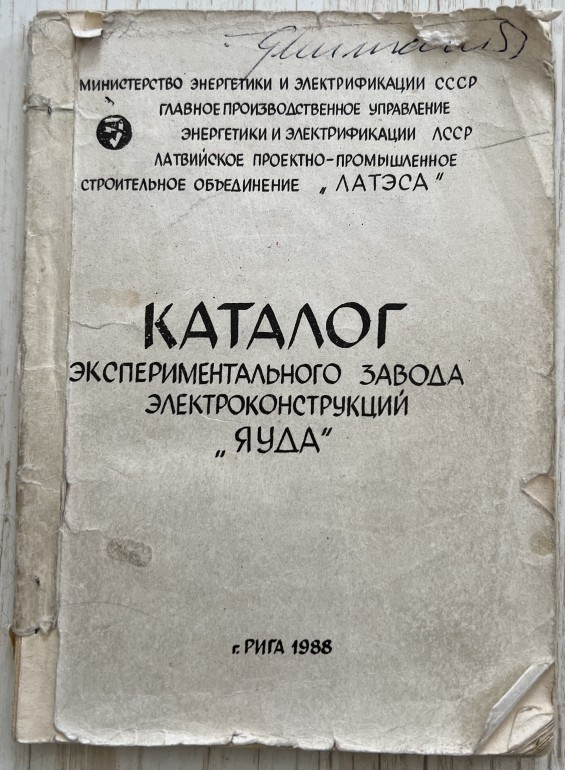 МИНИСТЕРСТВО ЭНЕРГЕТИКИ И ЭЛЕКТРИФИКАЦИИ СССР
ГЛАВНОЕ ПРОИЗВОДСТВЕННОЕ УПРАВЛЕНИЕ
ЭНЕРГЕТИКИ И ЭЛЕКТРИФИКАЦИИ ЛССР
ЛАТВИЙСКОЕ ПРОЕКТНО-ПРОМЫШЛЕННОЕ
СТРОИТЕЛЬНОЕ ОБЪЕДИНЕНИЕ „ЛАТЭСА"
КАТАЛОГ
ЭКСПЕРИМЕНТАЛЬНОГО ЗАВОДА
ЭЛЕКТРОКОНСТРУКЦИЙ
„ЯУДА"
г. РИГА 1988